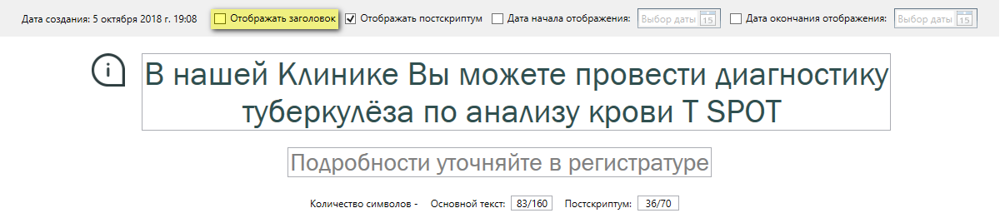 Дата создания: 5 октября 2018 г. 19:08 Отображать заголовок Отображать постскриптум Дата начала отображения: Выбор даты 15 Дата окончания отображения: Выбор даты 15
В нашей Клинике Вы можете провести диагностику
туберкулёза по анализу крови T SPOT
Подробности уточняйте в регистратуре
Количество символов - Основной текст: 83/160 Постскриптум: 36/70